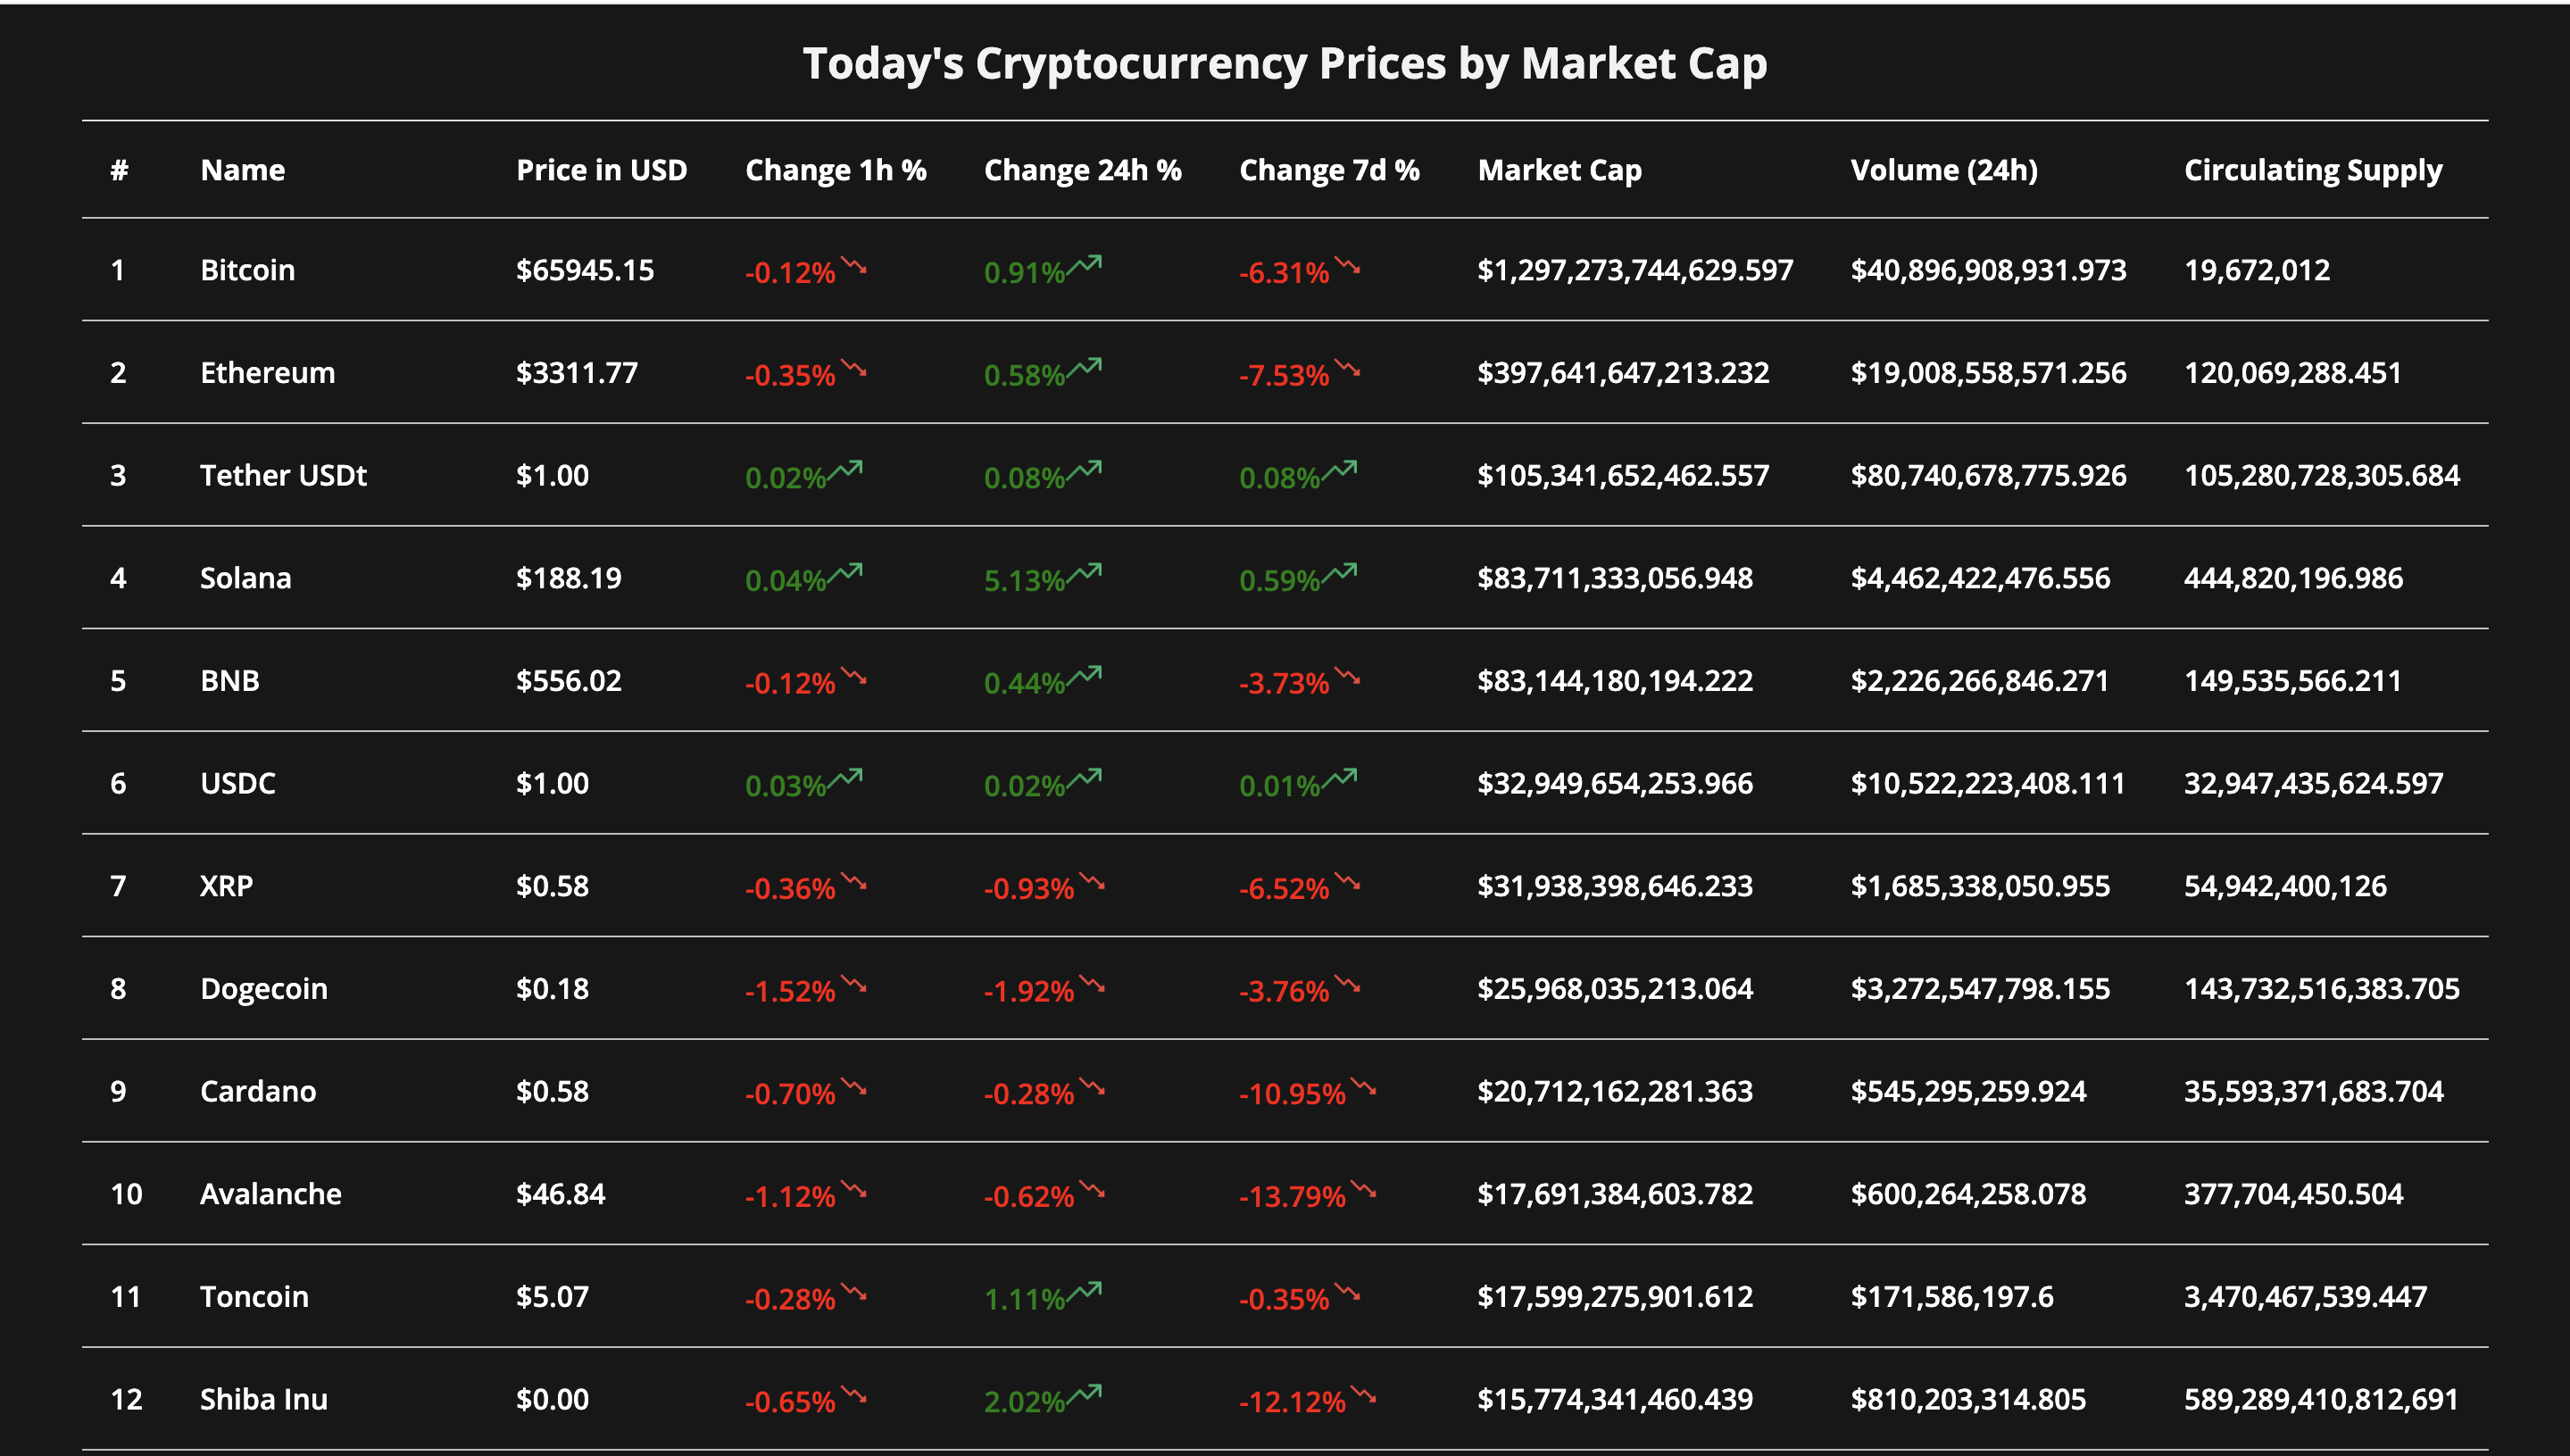 Today's Cryptocurrency Prices by Market Cap
# Name Price in USD Change 1h % Change 24h % Change 7d % Market Cap Volume (24h) Circulating Supply
1 Bitcoin $65945.15 -0.12% 0.91% -6.31% $1,297,273,744,629.597 $40,896,908,931.973 19,672,012
2 Ethereum $3311.77 -0.35% 0.58% -7.53% $397,641,647,213.232 $19,008,558,571.256 120,069,288.451
3 Tether USDt $1.00 0.02% 0.08% 0.08% $105,341,652,462.557 $80,740,678,775.926 105,280,728,305.684
4 Solana $188.19 0.04% 5.13% 0.59% $83,711,333,056.948 $4,462,422,476.556 444,820,196.986
5 BNB $556.02 -0.12% 0.44% -3.73% $83,144,180,194.222 $2,226,266,846.271 149,535,566.211
6 USDC $1.00 0.03% 0.02% 0.01% $32,949,654,253.966 $10,522,223,408.111 32,947,435,624.597
7 XRP $0.58 -0.36% -0.93% -6.52% $31,938,398,646.233 $1,685,338,050.955 54,942,400,126
8 Dogecoin $0.18 -1.52% -1.92% -3.76% $25,968,035,213.064 $3,272,547,798.155 143,732,516,383.705
9 Cardano $0.58 -0.70% -0.28% -10.95% $20,712,162,281.363 $545,295,259.924 35,593,371,683.704
10 Avalanche $46.84 -1.12% -0.62% -13.79% $17,691,384,603.782 $600,264,258.078 377,704,450.504
11 Toncoin $5.07 -0.28% 1.11% -0.35% $17,599,275,901.612 $171,586,197.6 3,470,467,539.447
12 Shiba Inu $0.00 -0.65% 2.02% -12.12% $15,774,341,460.439 $810,203,314.805 589,289,410,812,691